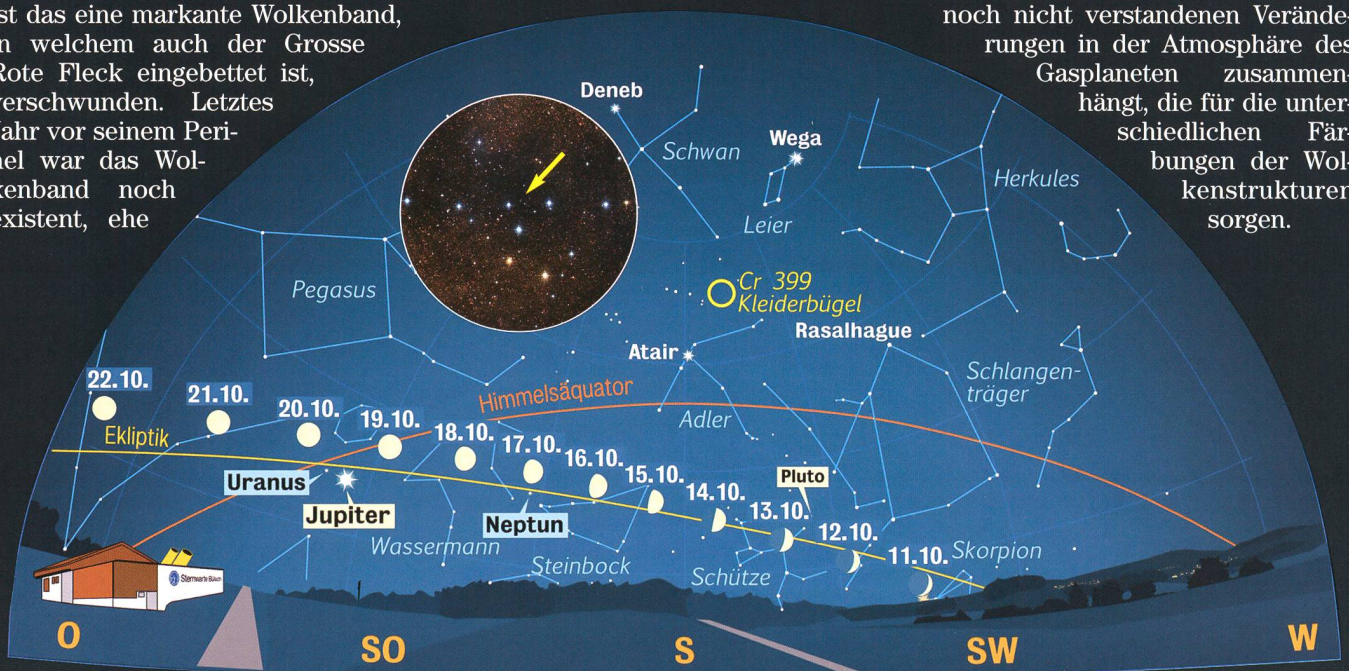 st das eine markante Wolkenband,
n welchem auch der Grosse
Rote Fleck eingebettet ist,
verschwunden. Letztes
Jahr vor seinem Peri-
hel war das Wol-
kenband noch
existent, ehe
noch nicht verstandenen Verände-
rungen in der Atmosphäre des
Gasplaneten zusammen-
hängt, die für die unter-
schiedlichen Fär-
bungen der Wol-
kenstrukturen
sorgen.
Deneb
Schwan
Wega
Leier
Herkules
Pegasus
Cr 399
Kleiderbügel
Rasalhague
Atair
Schlangen-
träger
Himmelsäquator
Adler
22.10.
21.10.
20.10.
19.10.
18.10.
17.10.
16.10.
15.10.
14.10.
13.10.
12.10.
11.10.
Ekliptik
Uranus
Jupiter
Neptun
Pluto
Wassermann
Steinbock
Schütze
Skorpion
Sternwarte Bülach
O
SO
S
SW
W